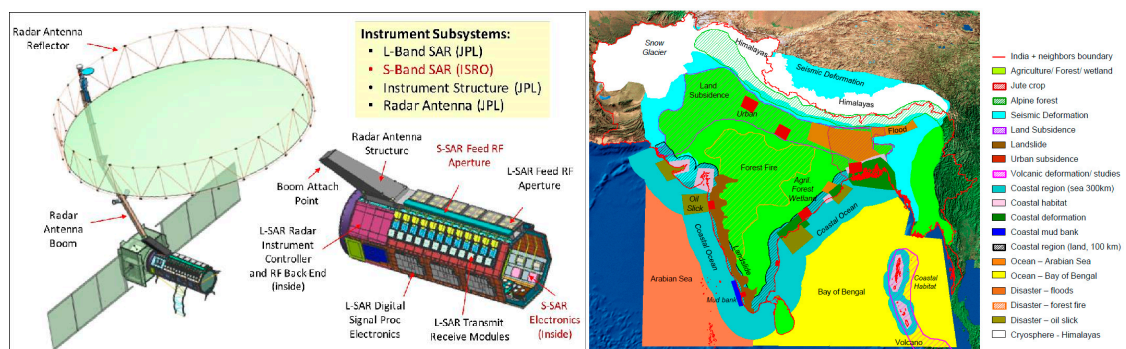 Radar Antenna
Reflector
Instrument Subsystems:
▪ L-Band SAR (JPL)
▪ S-Band SAR (ISRO)
▪ Instrument Structure (JPL)
▪ Radar Antenna (JPL)
Radar Antenna
Structure
S-SAR Feed RF
Aperture
L-SAR Feed RF
Aperture
Boom Attach
Point
Radar
Antenna
Boom
L-SAR Radar
Instrument
Controller
and RF Back End
(inside)
L-SAR Digital
Signal Proc
Electronics
L-SAR Transmit
Receive Modules
S-SAR
Electronics
(Inside)
Snow
Glacier
Himalayas
Seismic Deformation
Himalayas
Land
Subsidence
Urban
Flood
Forest Fire
Agril
Forest
Wetland
Oil
Slick
Coastal Ocean
Coastal Ocean
Landslide
Arabian Sea
Mud bank
Bay of Bengal
Coastal
Habitat
Volcano
India + neighbors boundary
Agriculture/ Forest/ wetland
Jute crop
Alpine forest
Seismic Deformation
Land Subsidence
Landslide
Urban subsidence
Volcanic deformation/ studies
Coastal region (sea 300km)
Coastal habitat
Coastal deformation
Coastal mud bank
Coastal region (land, 100 km)
Ocean – Arabian Sea
Ocean – Bay of Bengal
Disaster – floods
Disaster – forest fire
Disaster – oil slick
Cryosphere - Himalayas